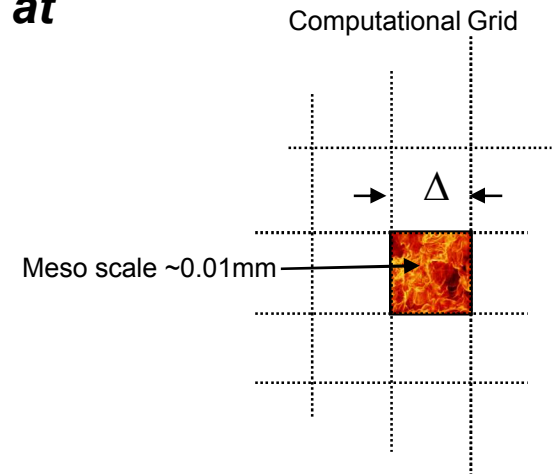 at
Computational Grid
Δ
Meso scale ~0.01mm